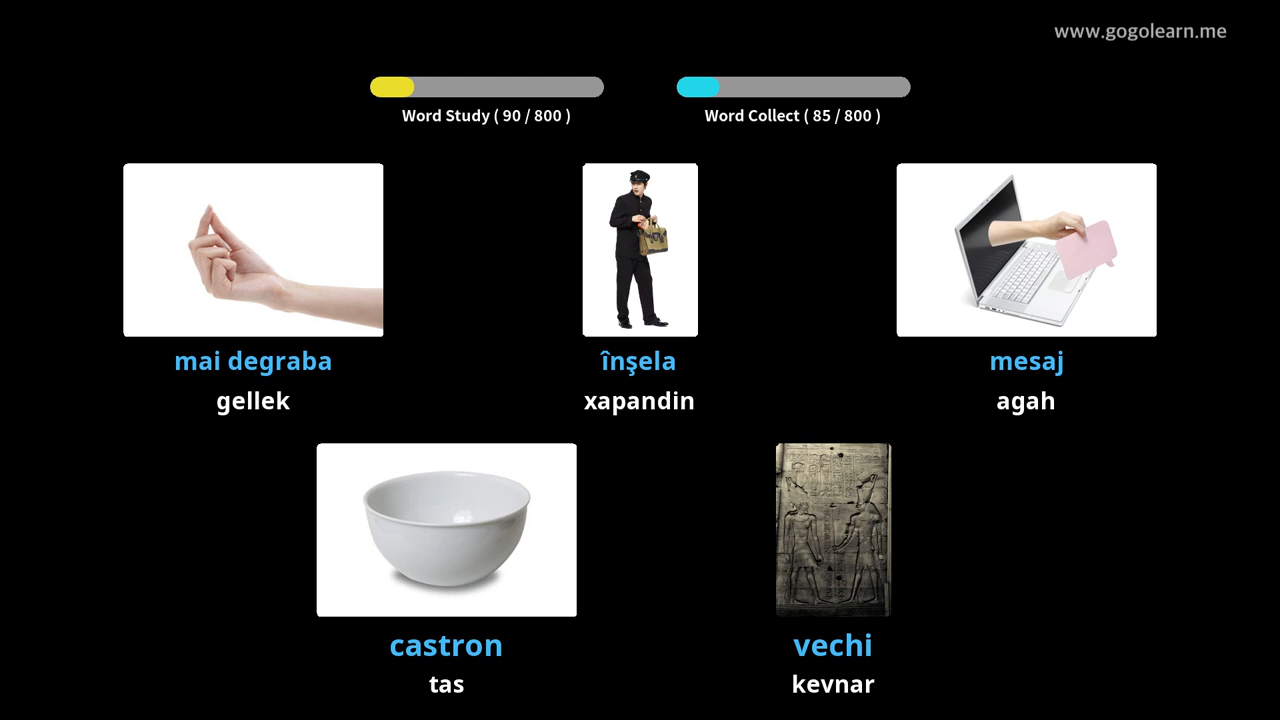 www.gogolearn.me
Word Study ( 90 / 800 )
Word Collect ( 85 / 800 )
mai degraba
gellek
înşela
xapandin
mesaj
agah
castron
tas
vechi
kevnar